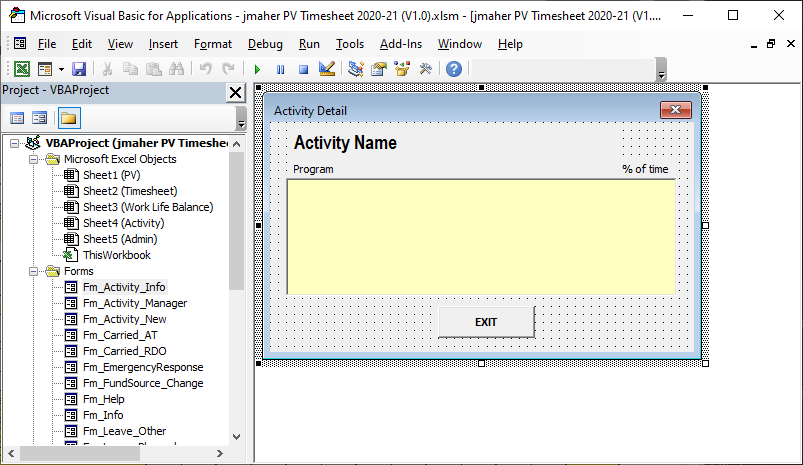 Microsoft Visual Basic for Applications - jmaher PV Timesheet 2020-21 (V1.0).xlsm - [jmaher PV Timesheet 2020-21 (V1....
File Edit View Insert Format Debug Run Tools Add-Ins Window Help
Project - VBAProject
VBAProject (jmaher PV Timeshe
Microsoft Excel Objects
Sheet1 (PV)
Sheet2 (Timesheet)
Sheet3 (Work Life Balance)
Sheet4 (Activity)
Sheet5 (Admin)
ThisWorkbook
Forms
Fm_Activity_Info
Fm_Activity_Manager
Fm_Activity_New
Fm_Carried_AT
Fm_Carried_RDO
Fm_EmergencyResponse
Fm_FundSource_Change
Fm_Help
Fm_Info
Fm_Leave_Other
Activity Detail
Activity Name
Program % of time
EXIT